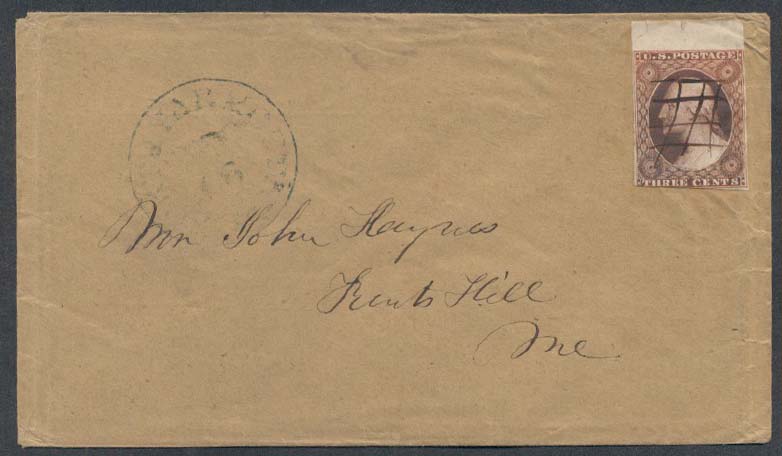 U.S. POSTAGE
THREE CENTS
Mr John Haynes
Kents Hill
Me